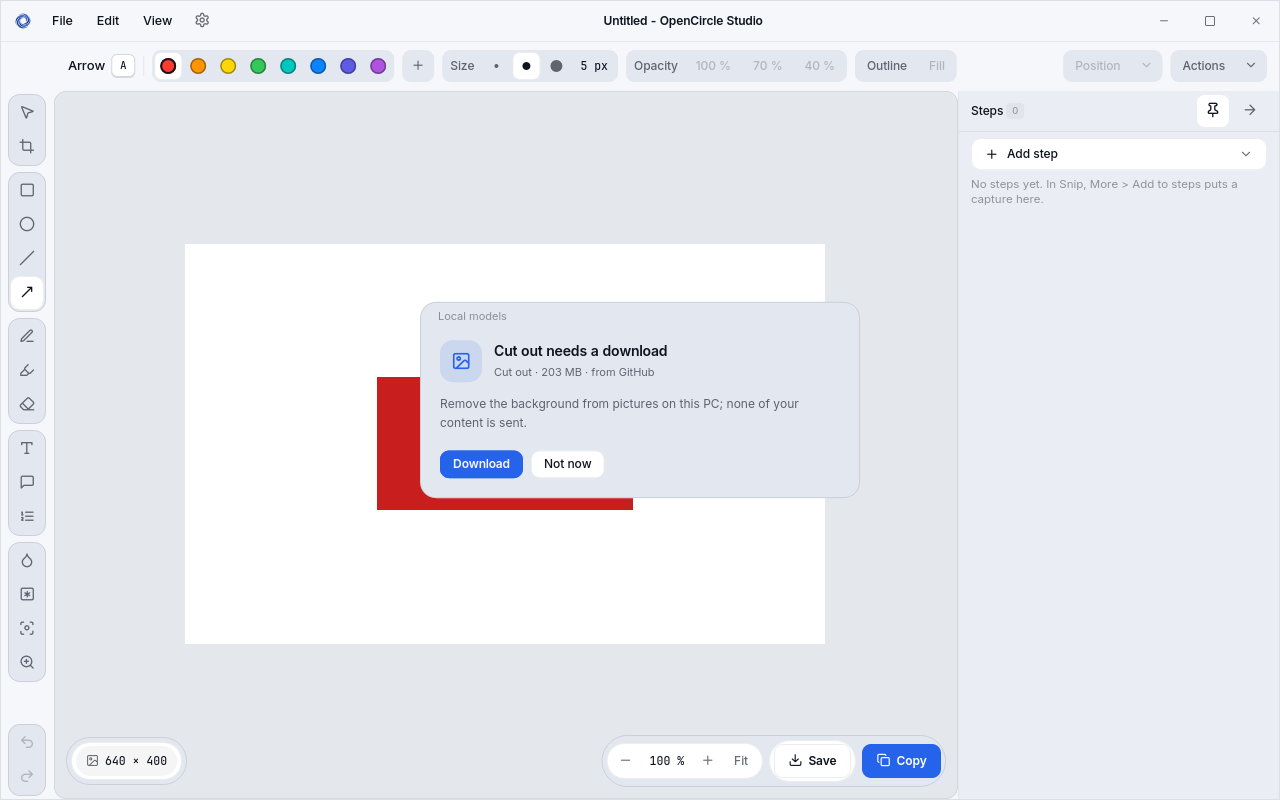 File Edit View
Untitled - OpenCircle Studio
Arrow A
Size 5 px
Opacity 100 % 70 % 40 %
Outline Fill
Position
Actions
Steps 0
Add step
No steps yet. In Snip, More > Add to steps puts a
capture here.
Local models
Cut out needs a download
Cut out · 203 MB · from GitHub
Remove the background from pictures on this PC; none of your
content is sent.
Download Not now
640 × 400
100 % Fit
Save
Copy